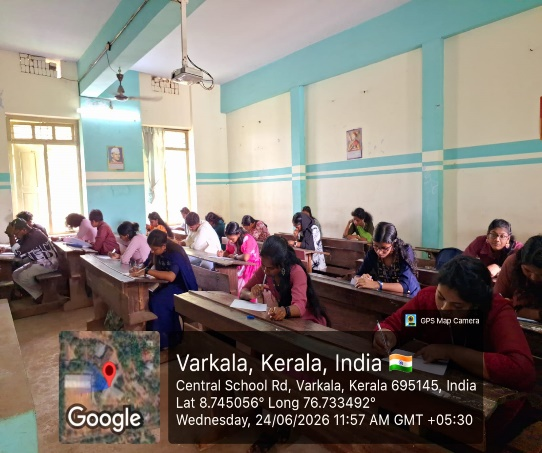 GPS Map Camera
Varkala, Kerala, India 🇮🇳
Central School Rd, Varkala, Kerala 695145, India
Lat 8.745056° Long 76.733492°
Wednesday, 24/06/2026 11:57 AM GMT +05:30
Google